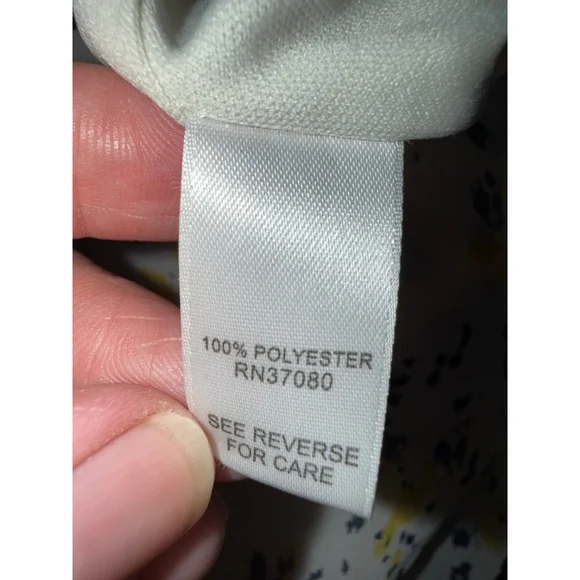 100% POLYESTER
RN37080
SEE REVERSE
FOR CARE